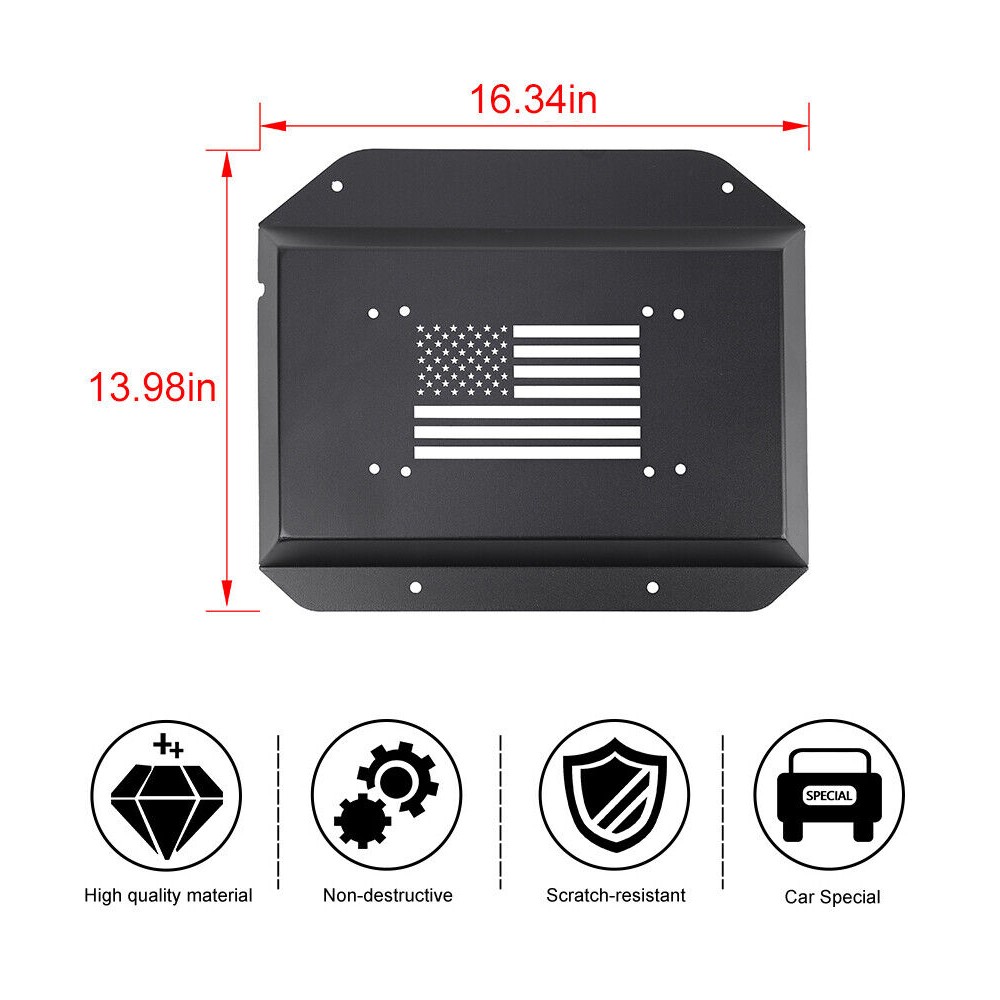 16.34in
13.98in
SPECIAL
High quality material
Non-destructive
Scratch-resistant
Car Special